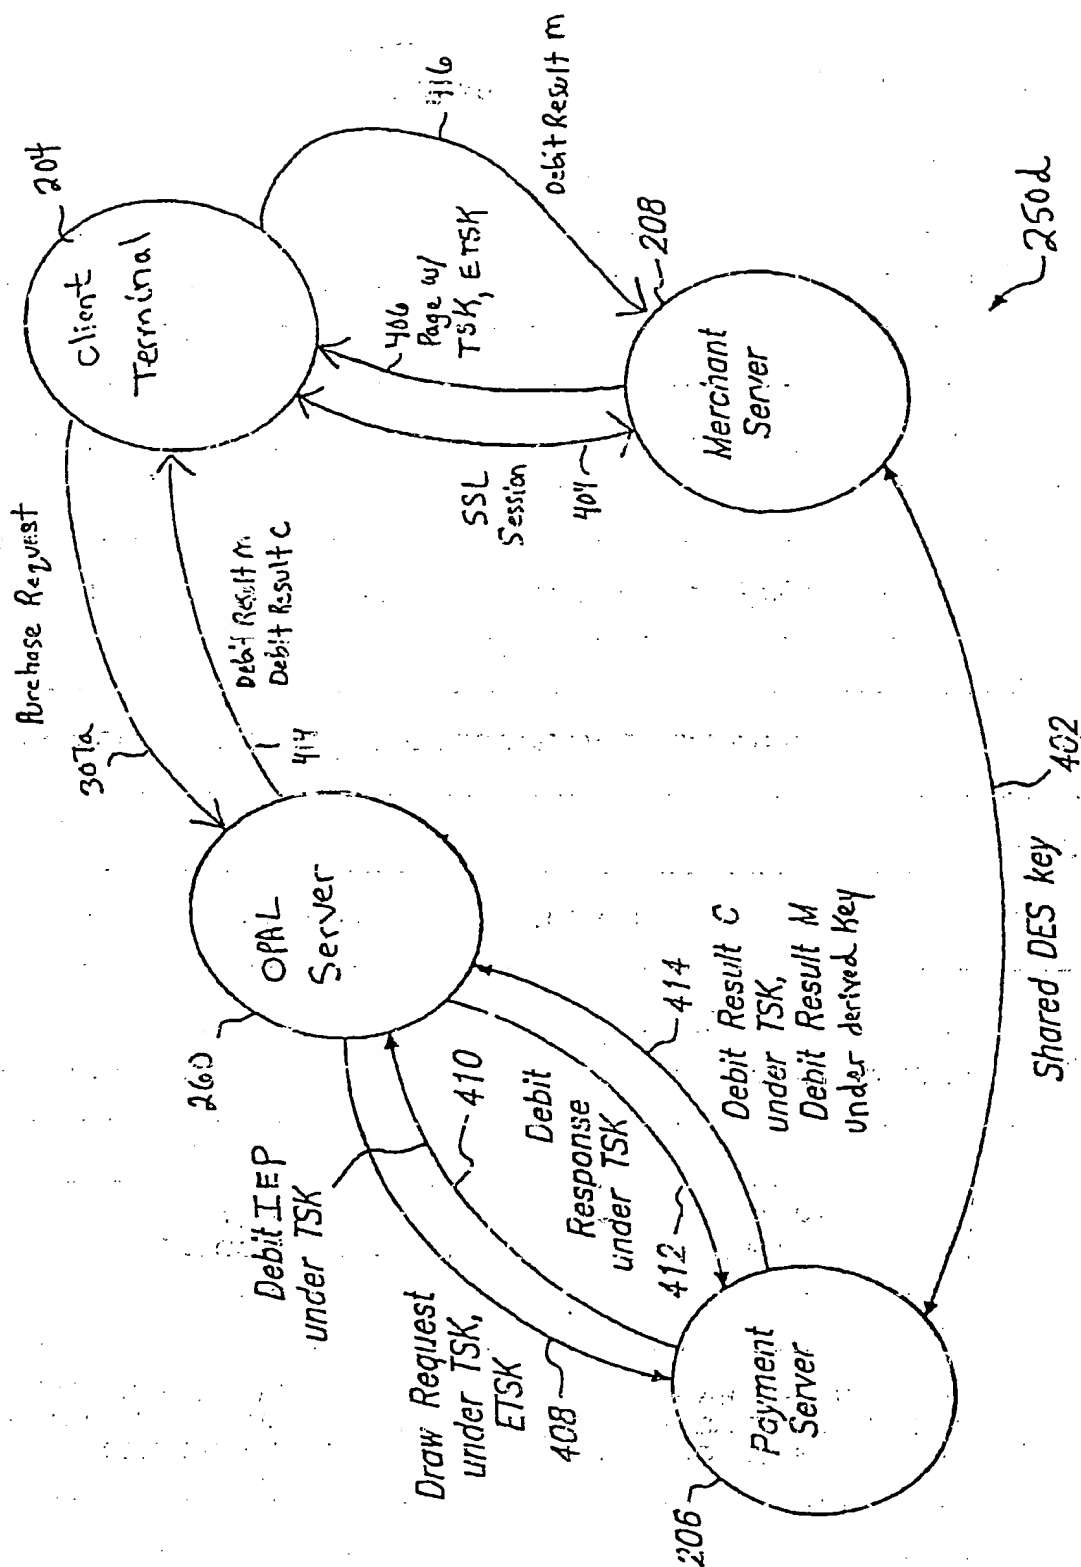 Purchase Request
307a
Client
Terminal
204
416
Debit Result m
406
Page w/
TSK, ETSK
SSL
Session
404
208
Merchant
Server
250d
Debit Result m
Debit Result C
414
OPAL
Server
260
Debit IEP
under TSK
410
Draw Request
under TSK,
ETSK
408
Debit
Response
under TSK
412
414
Debit Result C
under TSK,
Debit Result M
under derived key
206
Payment
Server
402
Shared DES key